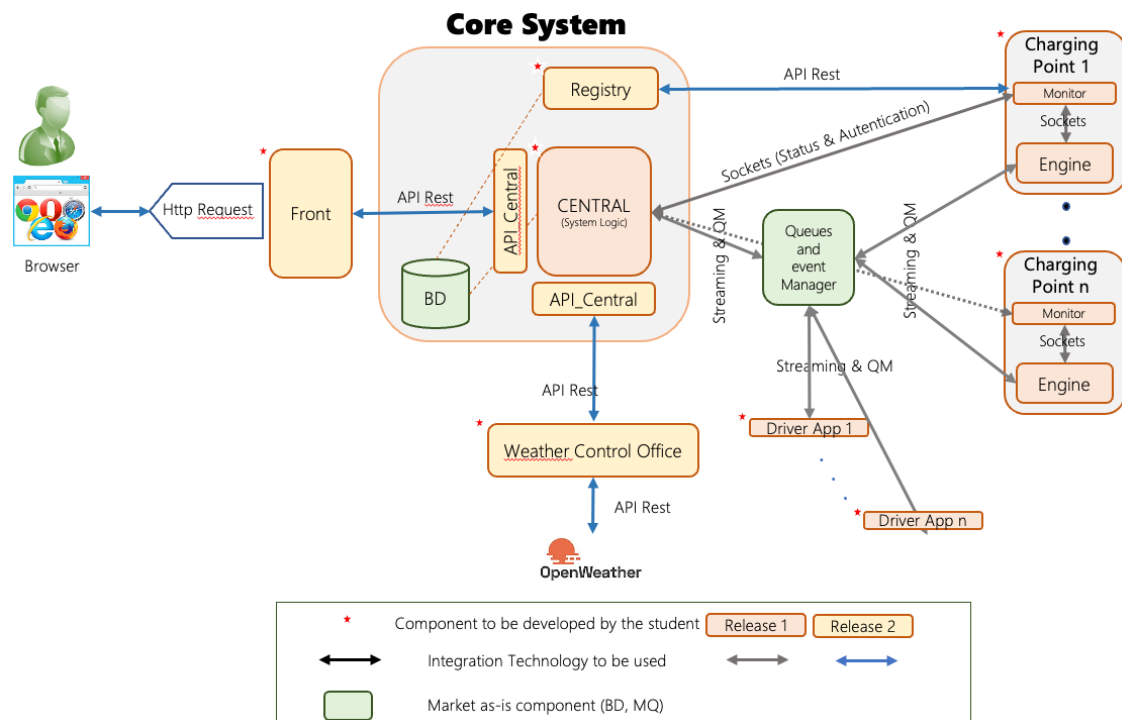 Core System
Charging
Point 1
Monitor
Sockets
Engine
API Rest
Registry
Sockets (Status & Autentication)
Http Request
Front
API Rest
API_Central
CENTRAL
(System Logic)
Browser
BD
API_Central
Streaming & QM
Queues
and
event
Manager
Streaming & QM
Charging
Point n
Monitor
Sockets
Engine
Streaming & QM
API Rest
Driver App 1
Weather Control Office
Driver App n
API Rest
OpenWeather
Component to be developed by the student
Release 1
Release 2
Integration Technology to be used
Market as-is component (BD, MQ)